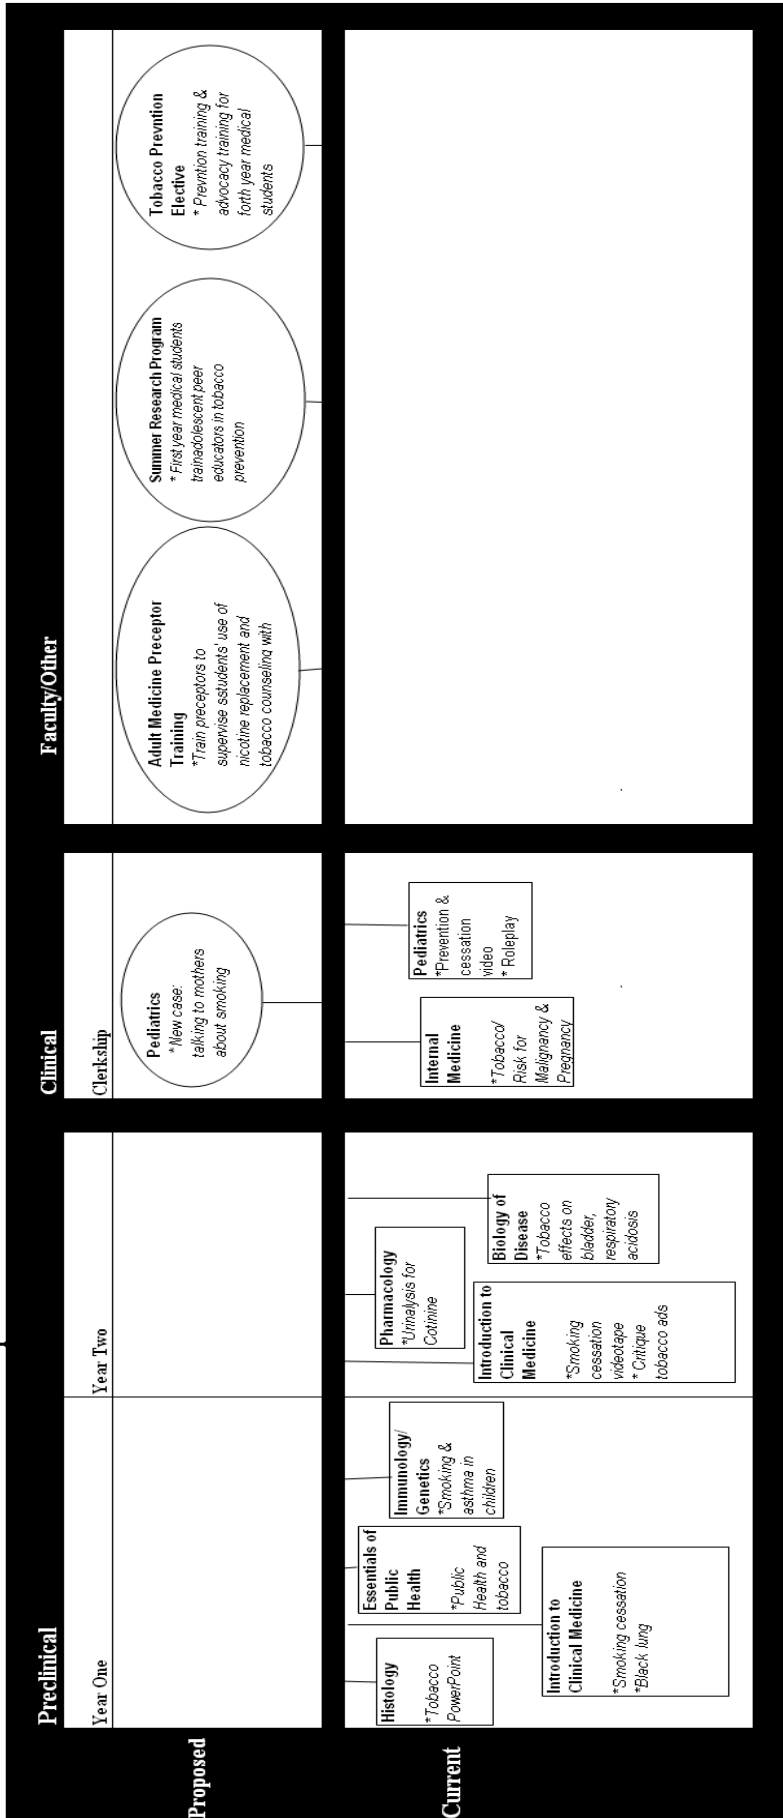 Preclinical
Clinical
Faculty/Other
Year One
Year Two
Clerkship
Proposed
Pediatrics
* New case:
talking to mothers
about smoking
Adult Medicine Preceptor
Training
*Train preceptors to
supervise sstudents' use of
nicotine replacement and
tobacco counseling with
Summer Research Program
* First year medical students
trainadolescent peer
educators in tobacco
prevention
Tobacco Prevntion
Elective
* Prevntion training &
advocacy training for
forth year medical
students
Current
Histology
*Tobacco
PowerPoint
Essentials of
Public
Health
*Public
Health and
tobacco
Introduction to
Clinical Medicine
*Smoking cessation
*Black lung
Immunology/
Genetics
*Smoking &
asthma in
children
Pharmacology
*Urinalysis for
Cotinine
Introduction to
Clinical
Medicine
*Smoking
cessation
videotape
* Critique
tobacco ads
Biology of
Disease
*Tobacco
effects on
bladder,
respiratory
acidosis
Internal
Medicine
*Tobacco/
Risk for
Malignancy &
Pregnancy
Pediatrics
*Prevention &
cessation
video
* Roleplay